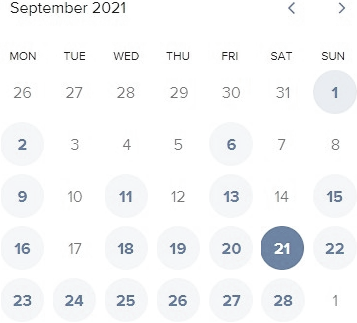 September 2021
MON TUE WED THU FRI SAT SUN
26 27 28 29 30 31 1
2 3 4 5 6 7 8
9 10 11 12 13 14 15
16 17 18 19 20 21 22
23 24 25 26 27 28 1